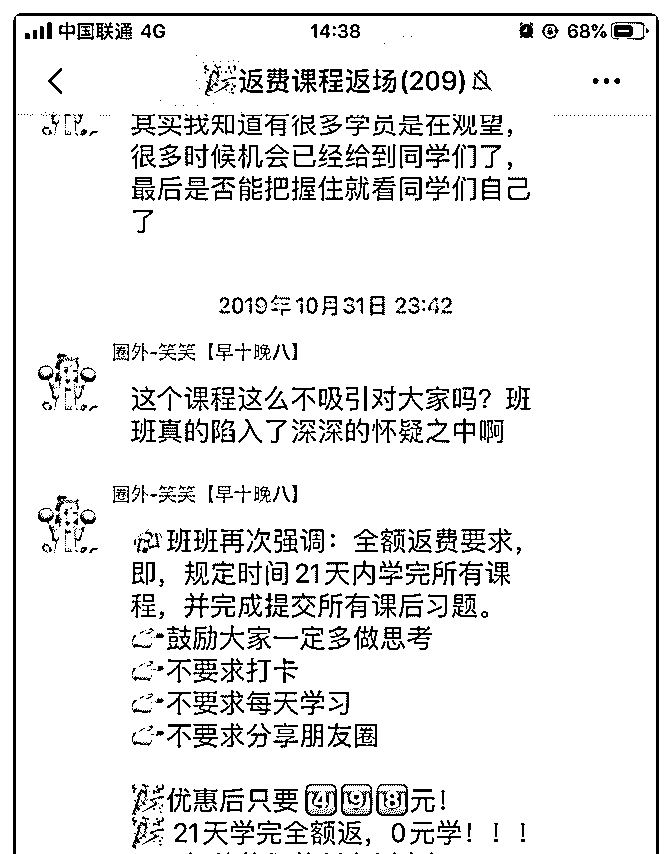 中国联通 4G 14:38 68%
返费课程返场(209)
其实我知道有很多学员是在观望，
很多时候机会已经给到同学们了，
最后是否能把握住就看同学们自己
了
2019年10月31日 23:42
圈外-笑笑【早十晚八】
这个课程这么不吸引对大家吗？班
班真的陷入了深深的怀疑之中啊
圈外-笑笑【早十晚八】
班班再次强调：全额返费要求，
即，规定时间21天内学完所有课
程，并完成提交所有课后习题。
鼓励大家一定多做思考
不要求打卡
不要求每天学习
不要求分享朋友圈
优惠后只要498元！
21天学完全额返，0元学！！！